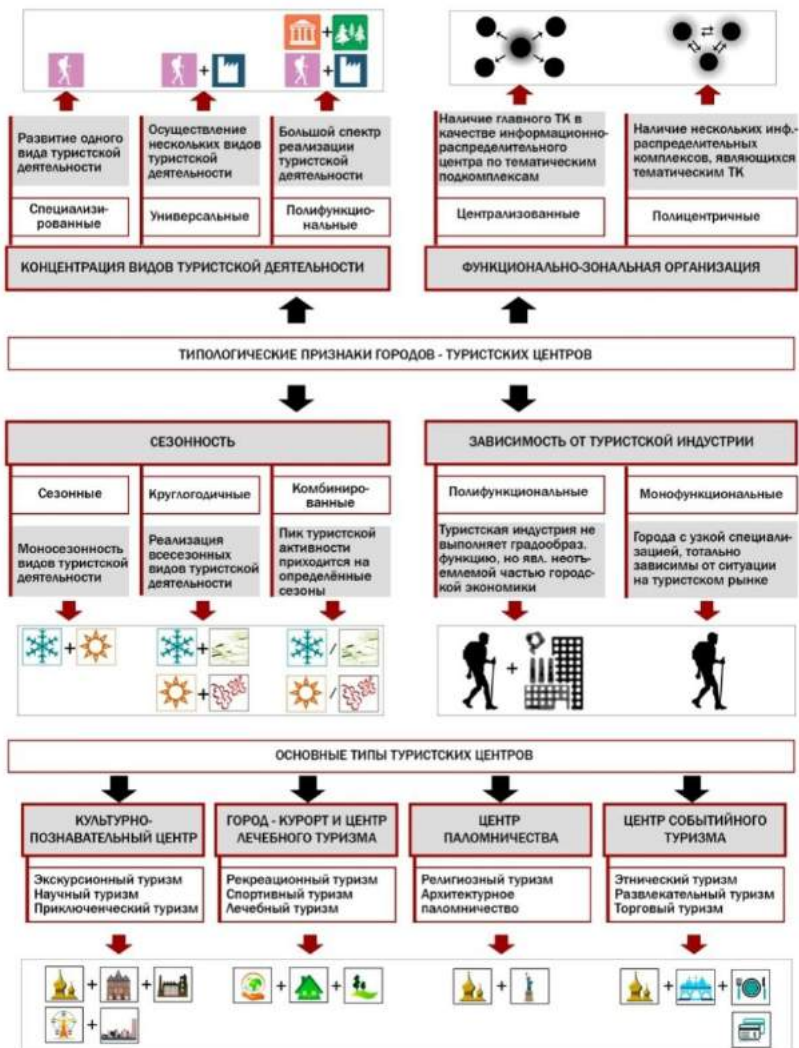 Развитие одного
вида туристской
деятельности
Осуществление
нескольких видов
туристской
деятельности
Большой спектр
реализации
туристской
деятельности
Наличие главного ТК в
качестве информационно-
распределительного
центра по тематическим
подкомплексам
Наличие нескольких инф.-
распределительных
комплексов, являющихся
тематическим ТК
Специализи-
рованные
Универсальные
Полифункцио-
нальные
Централизованные
Полицентричные
КОНЦЕНТРАЦИЯ ВИДОВ ТУРИСТСКОЙ ДЕЯТЕЛЬНОСТИ
ФУНКЦИОНАЛЬНО-ЗОНАЛЬНАЯ ОРГАНИЗАЦИЯ
ТИПОЛОГИЧЕСКИЕ ПРИЗНАКИ ГОРОДОВ - ТУРИСТСКИХ ЦЕНТРОВ
СЕЗОННОСТЬ
ЗАВИСИМОСТЬ ОТ ТУРИСТСКОЙ ИНДУСТРИИ
Сезонные
Круглогодичные
Комбиниро-
ванные
Полифункциональные
Монофункциональные
Моносезонность
видов туристской
деятельности
Реализация
всесезонных
видов туристской
деятельности
Пик туристской
активности
приходится на
определённые
сезоны
Туристская индустрия не
выполняет градообраз.
функцию, но явл. неотъ-
емлемой частью городс-
кой экономики
Города с узкой специали-
зацией, тотально
зависимы от ситуации
на туристском рынке
ОСНОВНЫЕ ТИПЫ ТУРИСТСКИХ ЦЕНТРОВ
КУЛЬТУРНО-
ПОЗНАВАТЕЛЬНЫЙ ЦЕНТР
ГОРОД - КУРОРТ И ЦЕНТР
ЛЕЧЕБНОГО ТУРИЗМА
ЦЕНТР
ПАЛОМНИЧЕСТВА
ЦЕНТР СОБЫТИЙНОГО
ТУРИЗМА
Экскурсионный туризм
Научный туризм
Приключенческий туризм
Рекреационный туризм
Спортивный туризм
Лечебный туризм
Религиозный туризм
Архитектурное
паломничество
Этнический туризм
Развлекательный туризм
Торговый туризм